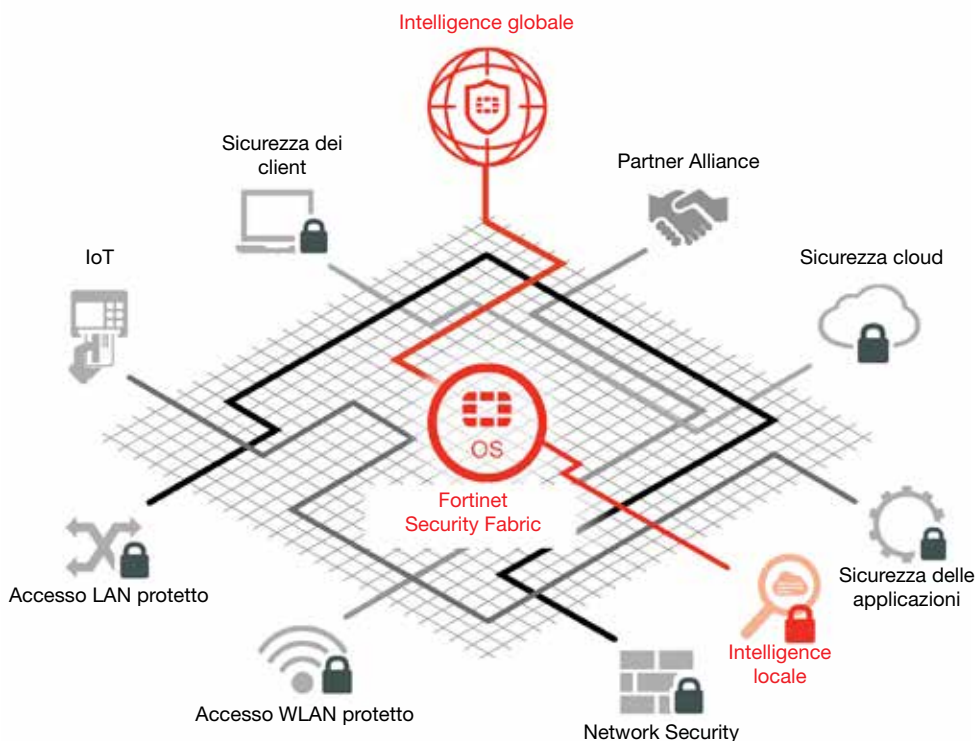 Intelligence globale
Sicurezza dei
client
Partner Alliance
IoT
Sicurezza cloud
OS
Fortinet
Security Fabric
Accesso LAN protetto
Sicurezza delle
applicazioni
Intelligence
locale
Accesso WLAN protetto
Network Security